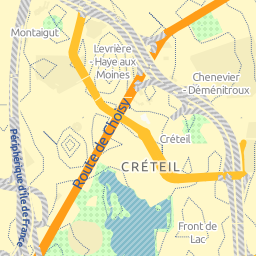 Montaigut
Levrière -
Haye aux
Moines
Chenevier
- Déménitroux
Route de Choisy
Créteil
CRÉTEIL
Périphérique d'Île de France
Front de
Lac